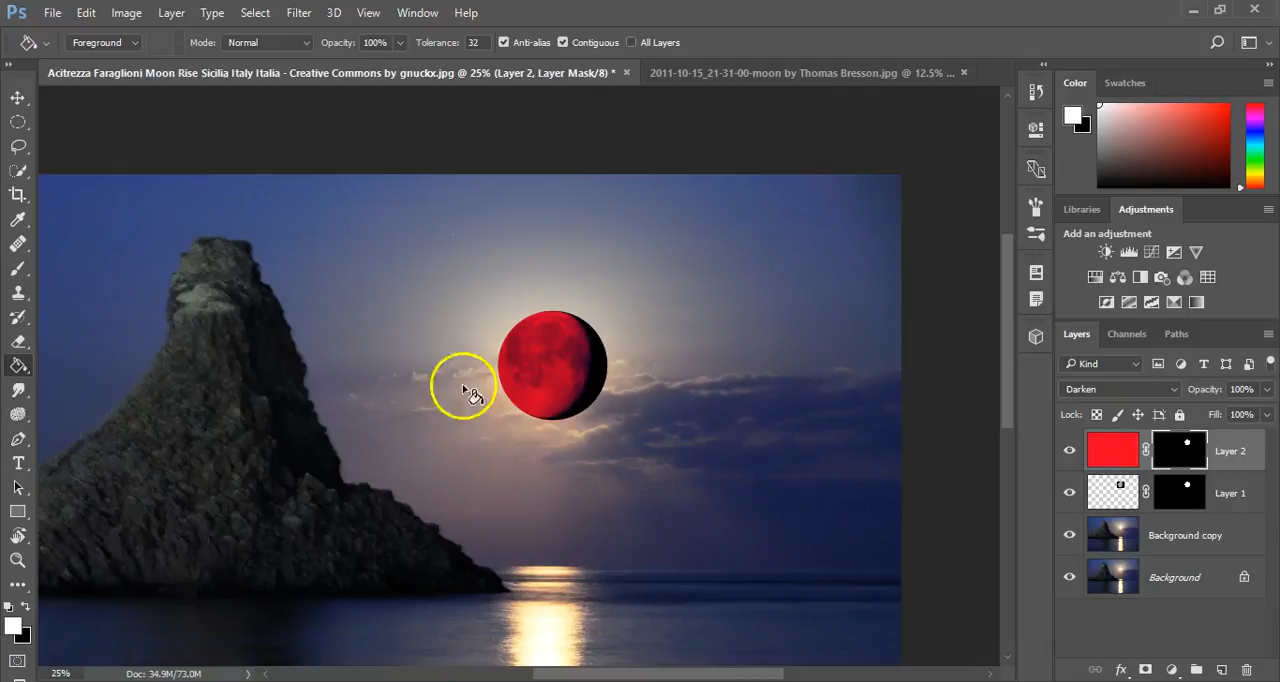 Ps File Edit Image Layer Type Select Filter 3D View Window Help
Foreground Mode: Normal Opacity: 100% Tolerance: 32 Anti-alias Contiguous All Layers
Acitrezza Faraglioni Moon Rise Sicilia Italy Italia - Creative Commons by gnuckx.jpg @ 25% (Layer 2, Layer Mask/8) * × 2011-10-15_21-31-00-moon by Thomas Bresson.jpg @ 12.5% ... ×
Color Swatches
Libraries Adjustments
Add an adjustment
Layers Channels Paths
Kind
Darken Opacity: 100%
Lock: Fill: 100%
Layer 2
Layer 1
Background copy
Background
25% Doc: 34.9M/73.0M